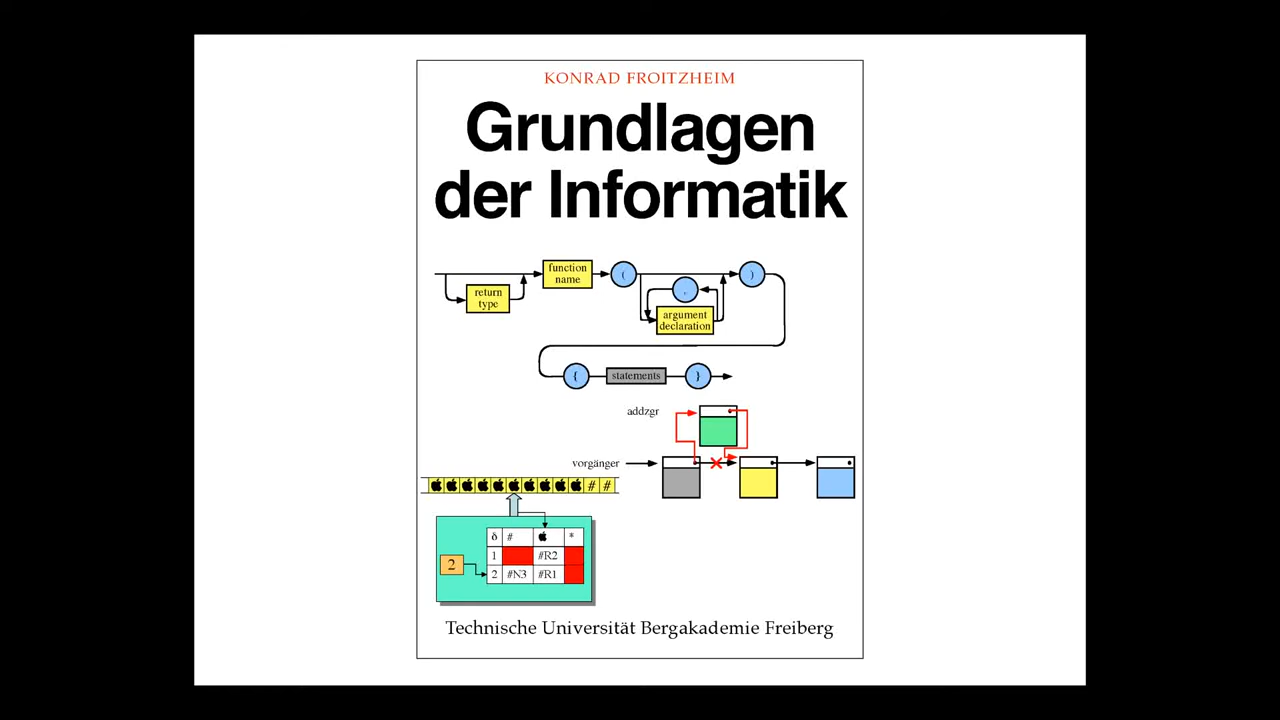 KONRAD FROITZHEIM
Grundlagen
der Informatik
function
name
(
)
return
type
,
argument
declaration
{
statements
}
addzgr
vorgänger
# #
δ # *
1 #R2
2
2 #N3 #R1
Technische Universität Bergakademie Freiberg